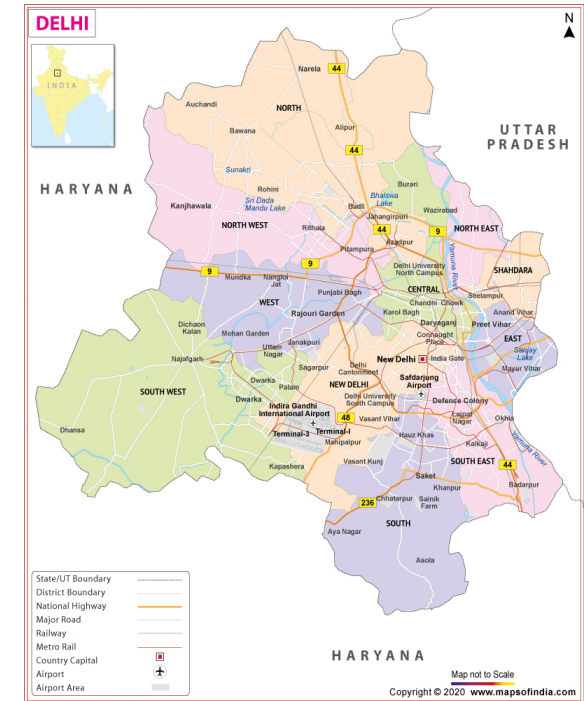 DELHI
N
INDIA
44
Narela
Auchandi
NORTH
Bawana
Alipur
UTTAR
PRADESH
44
Sunakri
HARYANA
Rohini
Bhalswa
Lake
Burari
Kanjhawala
Sri Dada
Mandu Lake
Badli
Wazirabad
Jahangirpuri
NORTH WEST
Rithala
44
9
NORTH EAST
Azadpur
Pitampura
Yamuna River
9
9
Mundka
Nangloi
Jat
Delhi University
North Campus
SHAHDARA
Punjabi Bagh
CENTRAL
Seelampur
WEST
Chandni Chowk
Rajouri Garden
Karol Bagh
Anand Vihar
Dichaon
Kalan
Daryaganj
Preet Vihar
Mohan Garden
Connaught
Place
EAST
Janakpuri
Uttam
Nagar
Najafgarh
New Delhi
India Gate
Sanjay
Lake
Sagarpur
Delhi
Cantonment
Mayur Vihar
Safdarjung
Airport
Dwarka
Palam
NEW DELHI
SOUTH WEST
Dwarka
Delhi University
South Campus
Defence Colony
Indira Gandhi
International Airport
48
Vasant Vihar
Lajpat
Nagar
Okhla
Dhansa
Terminal-3
Terminal-I
Hauz Khas
Yamuna River
Mahipalpur
Kalkaji
Kapashera
Vasant Kunj
SOUTH EAST
44
Saket
Khanpur
Badarpur
236
Chhatarpur
Sainik
Farm
SOUTH
Aya Nagar
Asola
State/UT Boundary
District Boundary
National Highway
Major Road
Railway
Metro Rail
Country Capital
Airport
Airport Area
HARYANA
Map not to Scale
Copyright © 2020 www.mapsofindia.com